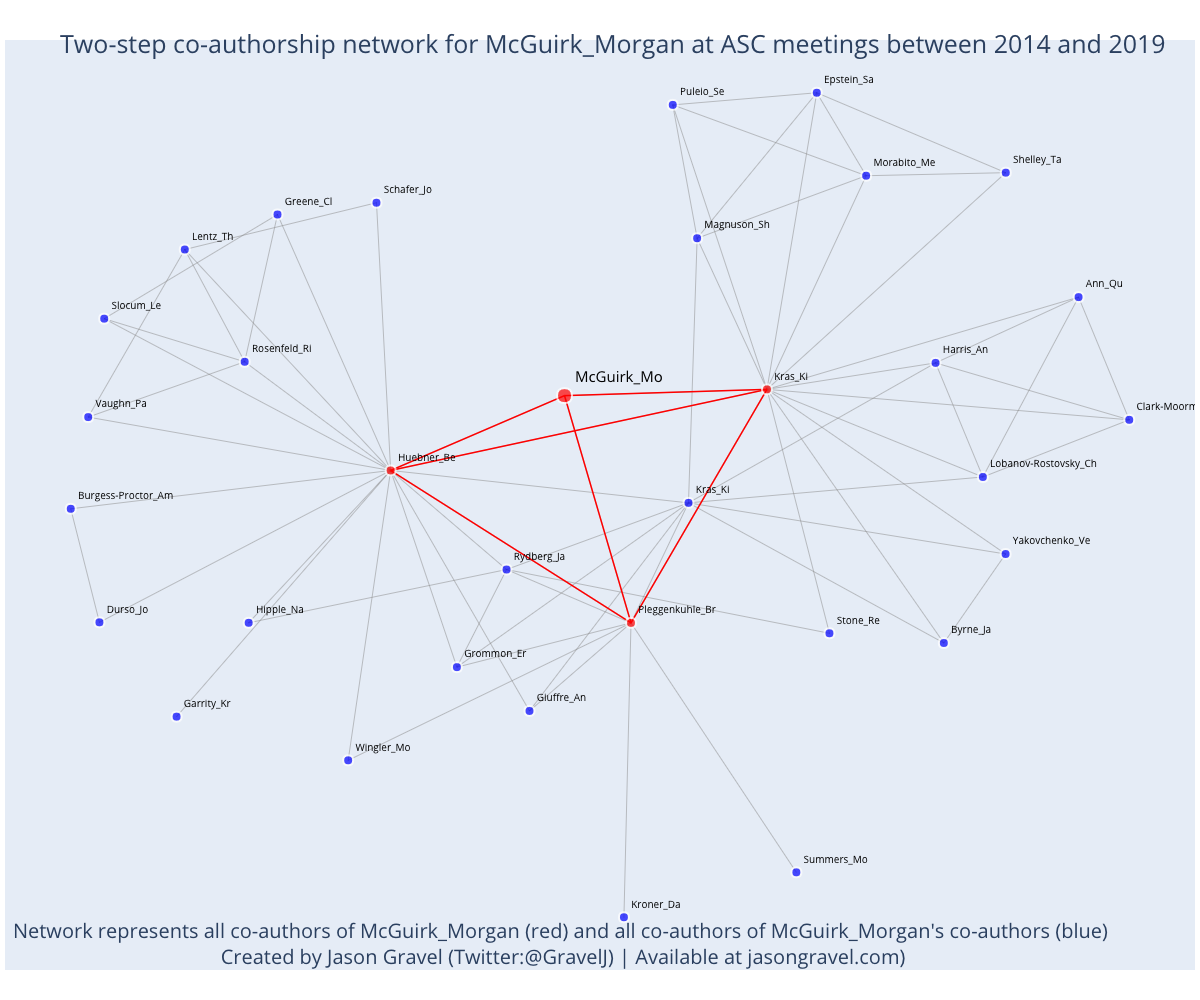 Two-step co-authorship network for McGuirk_Morgan at ASC meetings between 2014 and 2019
Epstein_Sa
Puleio_Se
Morabito_Me
Shelley_Ta
Schafer_Jo
Greene_Cl
Magnuson_Sh
Lentz_Th
Ann_Qu
Slocum_Le
Rosenfeld_Ri
Harris_An
McGuirk_Mo
Kras_Ki
Vaughn_Pa
Clark-Moorm
Huebner_Be
Lobanov-Rostovsky_Ch
Kras_Ki
Burgess-Proctor_Am
Yakovchenko_Ve
Rydberg_Ja
Durso_Jo
Hipple_Na
Pleggenkuhle_Br
Stone_Re
Byrne_Ja
Grommon_Er
Giuffre_An
Garrity_Kr
Wingler_Mo
Summers_Mo
Kroner_Da
Network represents all co-authors of McGuirk_Morgan (red) and all co-authors of McGuirk_Morgan's co-authors (blue)
Created by Jason Gravel (Twitter:@GravelJ) | Available at jasongravel.com)